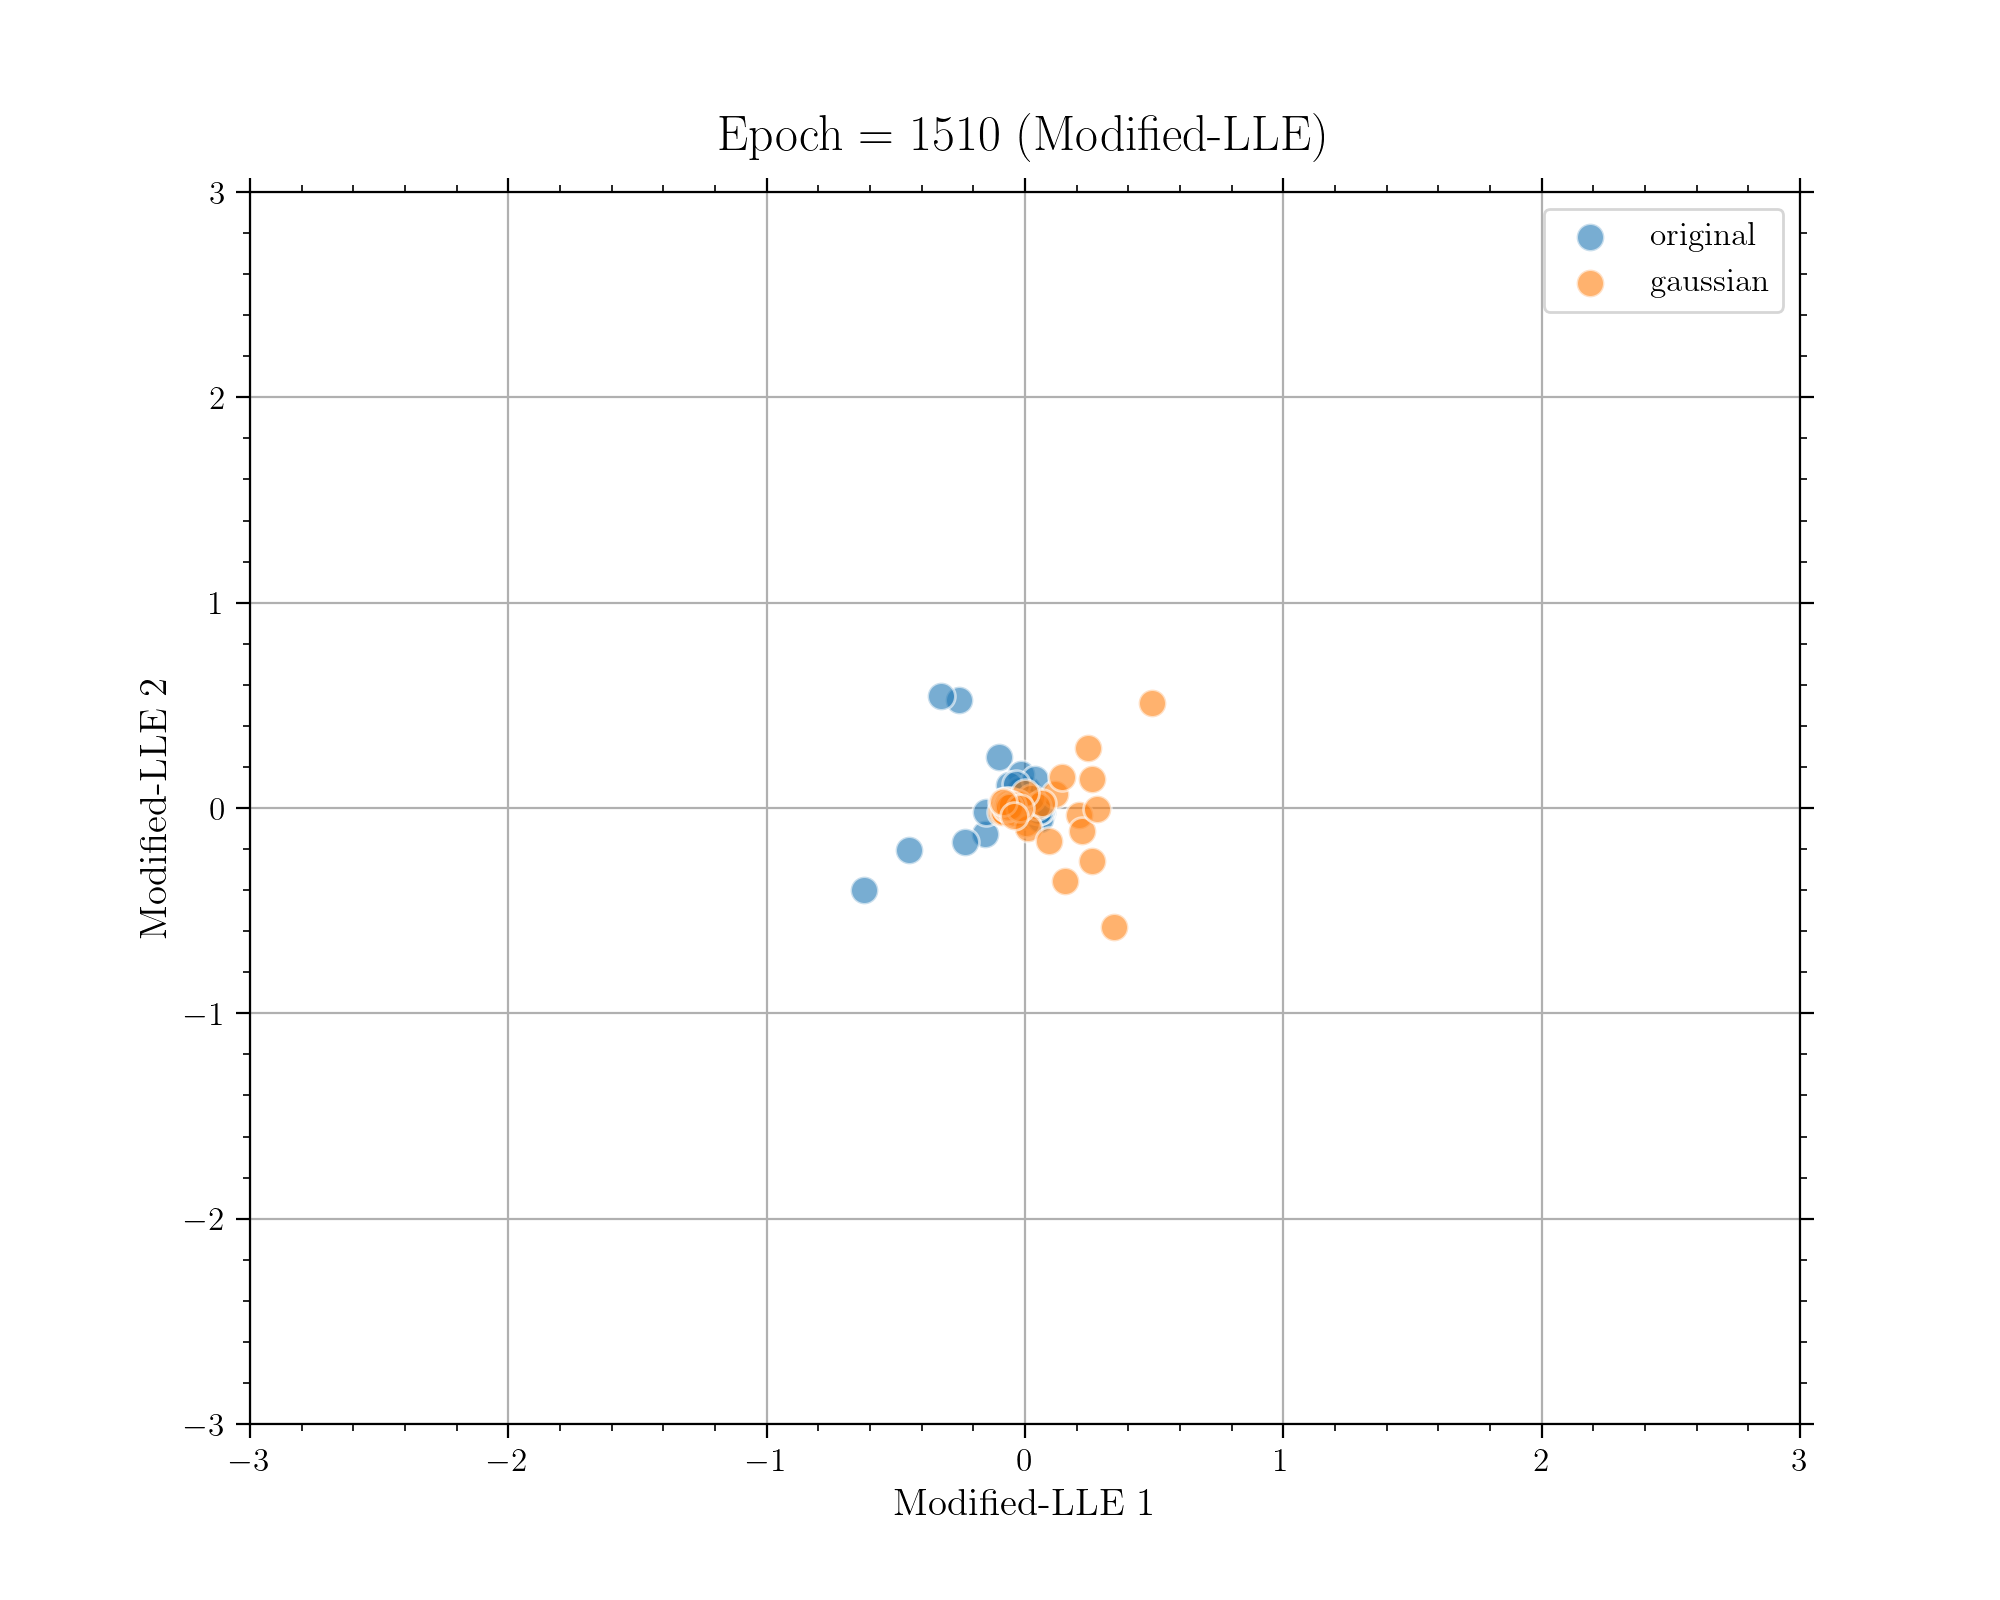 Epoch = 1510 (Modified-LLE)
original
gaussian
3
2
1
0
−1
−2
−3
Modified-LLE 2
−3 −2 −1 0 1 2 3
Modified-LLE 1